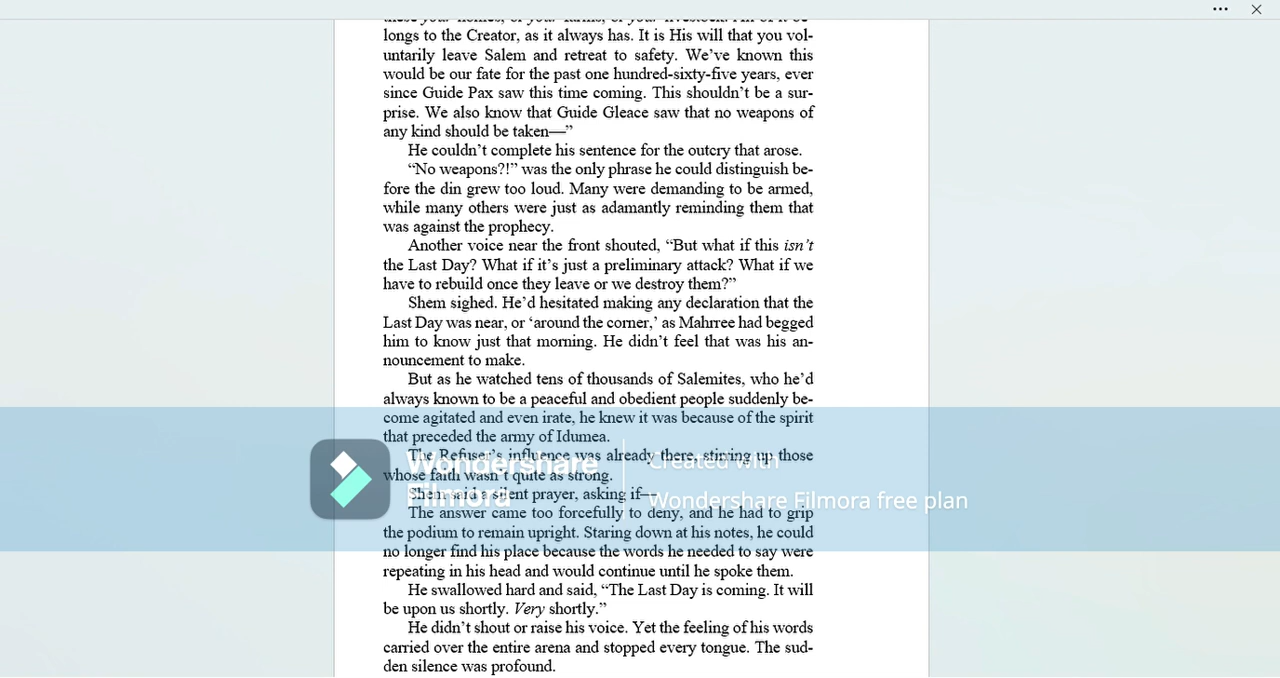 these your homes, or your farms, or your livestock. All of it be-
longs to the Creator, as it always has. It is His will that you vol-
untarily leave Salem and retreat to safety. We’ve known this
would be our fate for the past one hundred-sixty-five years, ever
since Guide Pax saw this time coming. This shouldn’t be a sur-
prise. We also know that Guide Gleace saw that no weapons of
any kind should be taken—”
He couldn’t complete his sentence for the outcry that arose.
“No weapons?!” was the only phrase he could distinguish be-
fore the din grew too loud. Many were demanding to be armed,
while many others were just as adamantly reminding them that
was against the prophecy.
Another voice near the front shouted, “But what if this isn’t
the Last Day? What if it’s just a preliminary attack? What if we
have to rebuild once they leave or we destroy them?”
Shem sighed. He’d hesitated making any declaration that the
Last Day was near, or ‘around the corner,’ as Mahrree had begged
him to know just that morning. He didn’t feel that was his an-
nouncement to make.
But as he watched tens of thousands of Salemites, who he’d
always known to be a peaceful and obedient people suddenly be-
come agitated and even irate, he knew it was because of the spirit
that preceded the army of Idumea.
The Refuser’s influence was already there, stirring up those
whose faith wasn’t quite as strong.
Shem said a silent prayer, asking if—
The answer came too forcefully to deny, and he had to grip
the podium to remain upright. Staring down at his notes, he could
no longer find his place because the words he needed to say were
repeating in his head and would continue until he spoke them.
He swallowed hard and said, “The Last Day is coming. It will
be upon us shortly. Very shortly.”
He didn’t shout or raise his voice. Yet the feeling of his words
carried over the entire arena and stopped every tongue. The sud-
den silence was profound.
Wondershare
Filmora
Created with
Wondershare Filmora free plan